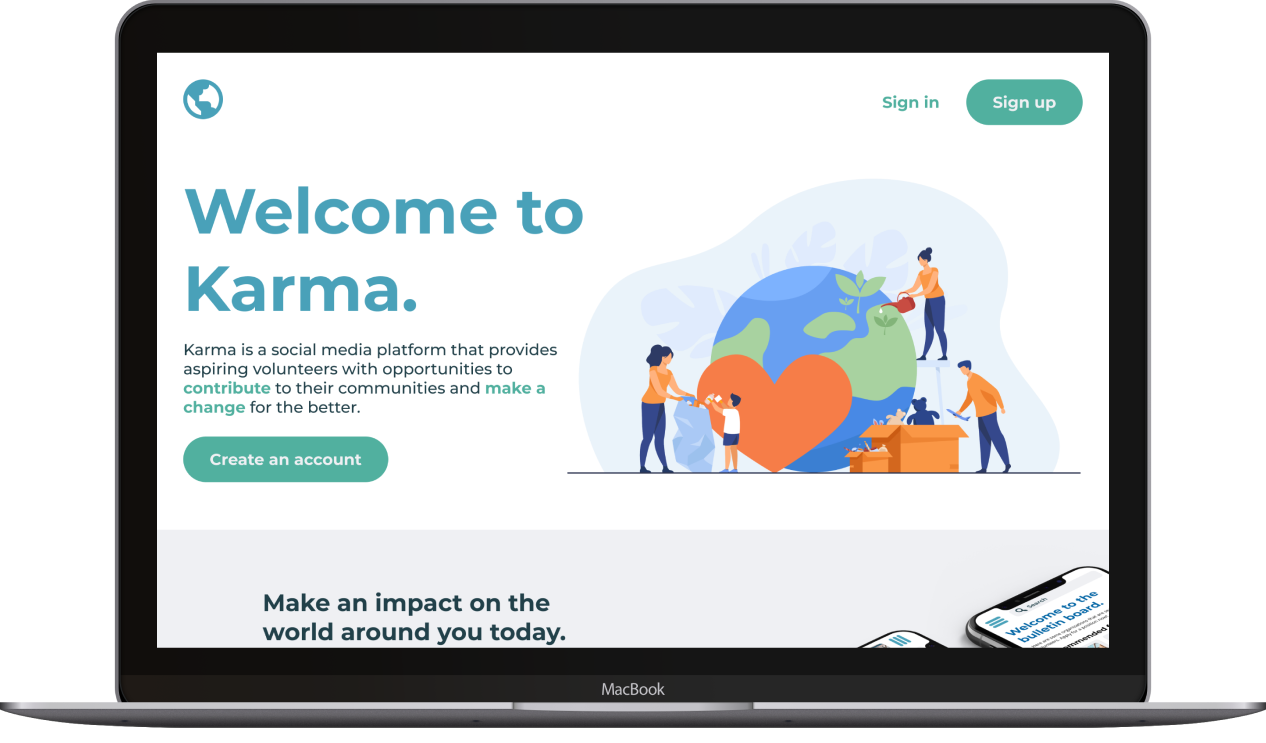 Sign in
Sign up
Welcome to
Karma.
Karma is a social media platform that provides
aspiring volunteers with opportunities to
contribute to their communities and make a
change for the better.
Create an account
Make an impact on the
world around you today.
Search
Welcome to the
bulletin board.
MacBook